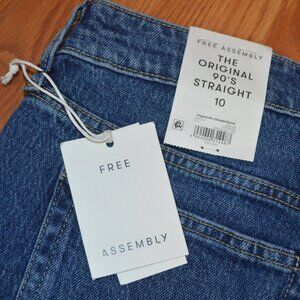 FREE ASSEMBLY
THE
ORIGINAL
90'S
STRAIGHT
10
FREE
ASSEMBLY